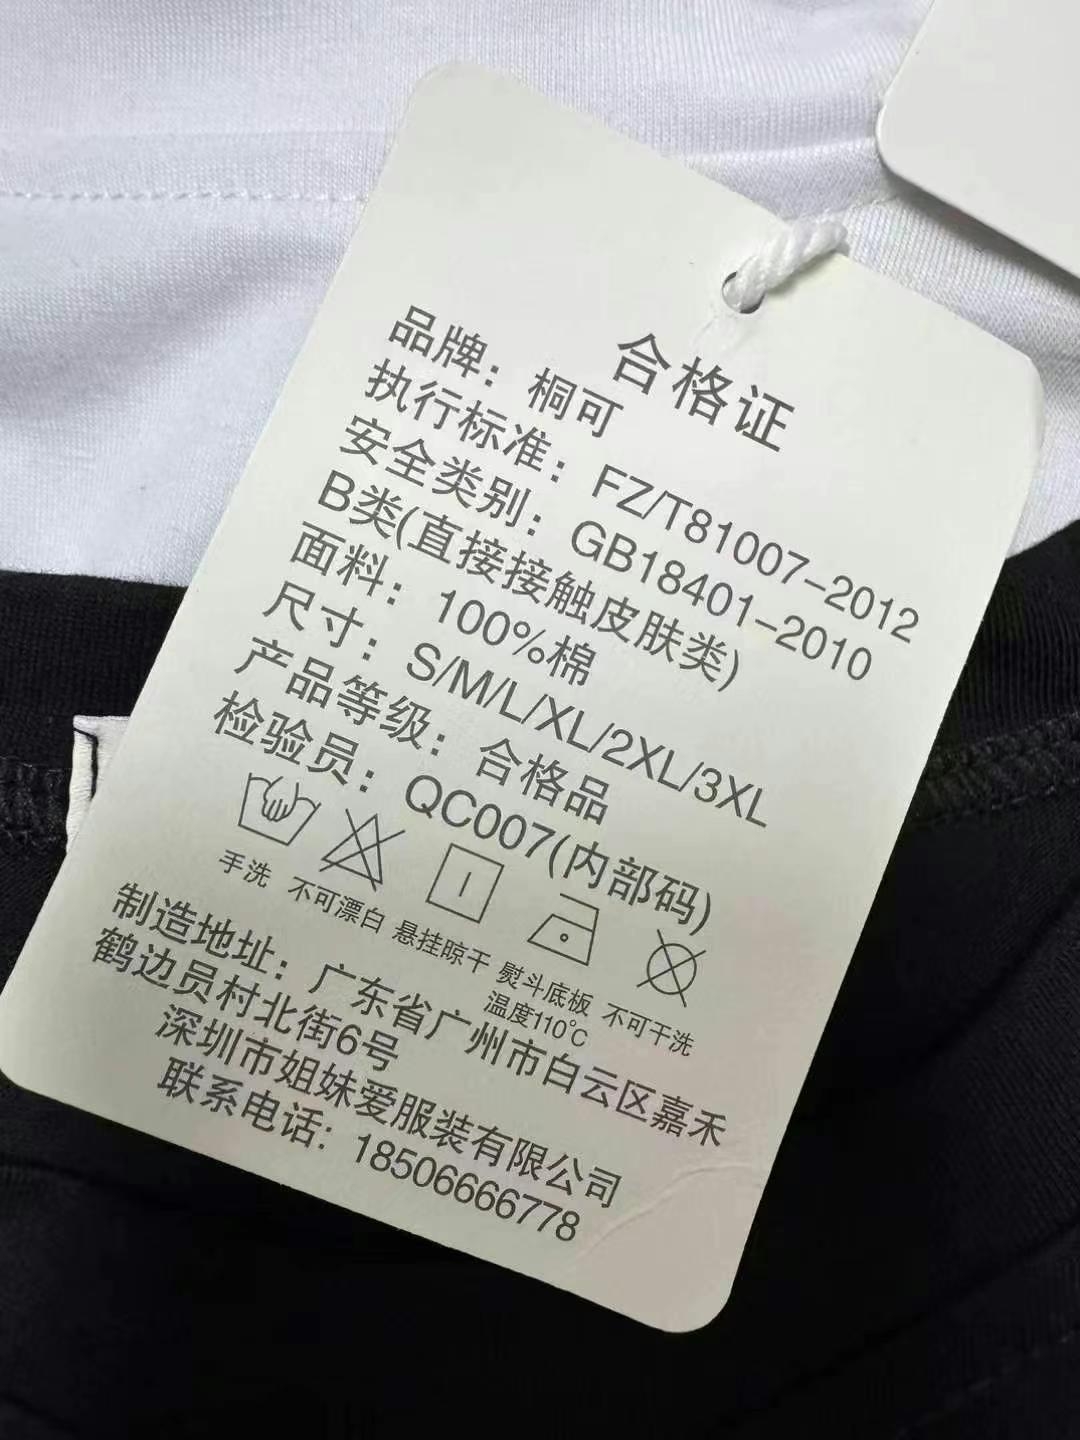 合格证
品牌：桐可
执行标准：FZ/T81007-2012
安全类别：GB18401-2010
B类(直接接触皮肤类)
面料：100%棉
尺寸：S/M/L/XL/2XL/3XL
产品等级：合格品
检验员：QC007(内部码)
手洗 不可漂白 悬挂晾干 熨斗底板 不可干洗
温度110℃
制造地址：广东省广州市白云区嘉禾
鹤边员村北街6号
深圳市姐妹爱服装有限公司
联系电话: 18506666778